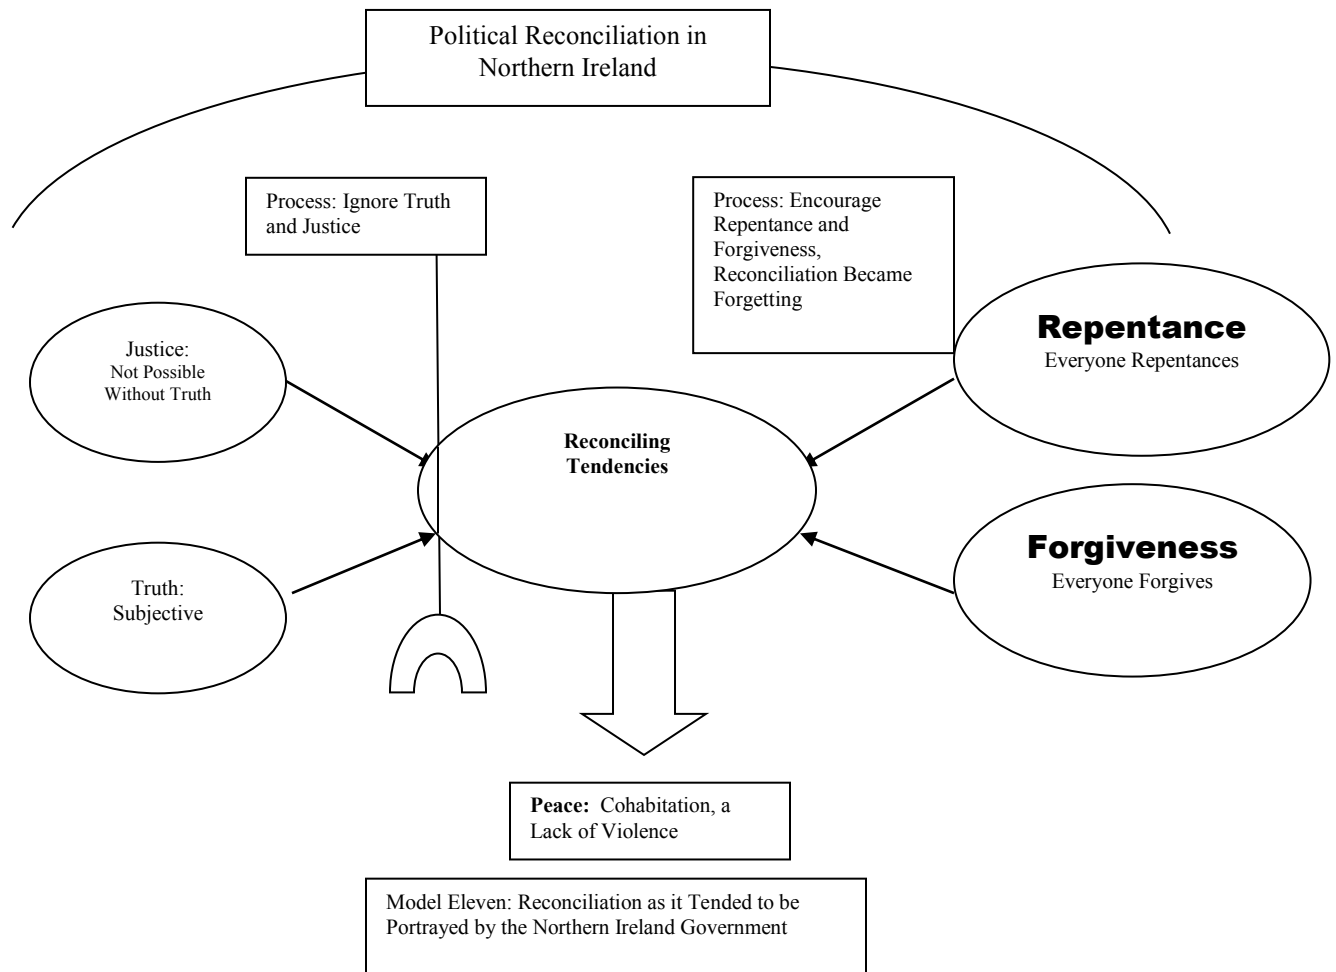 Political Reconciliation in
Northern Ireland
Process: Ignore Truth
and Justice
Process: Encourage
Repentance and
Forgiveness,
Reconciliation Became
Forgetting
Justice:
Not Possible
Without Truth
Repentance
Everyone Repentances
Reconciling
Tendencies
Truth:
Subjective
Forgiveness
Everyone Forgives
Peace: Cohabitation, a
Lack of Violence
Model Eleven: Reconciliation as it Tended to be
Portrayed by the Northern Ireland Government